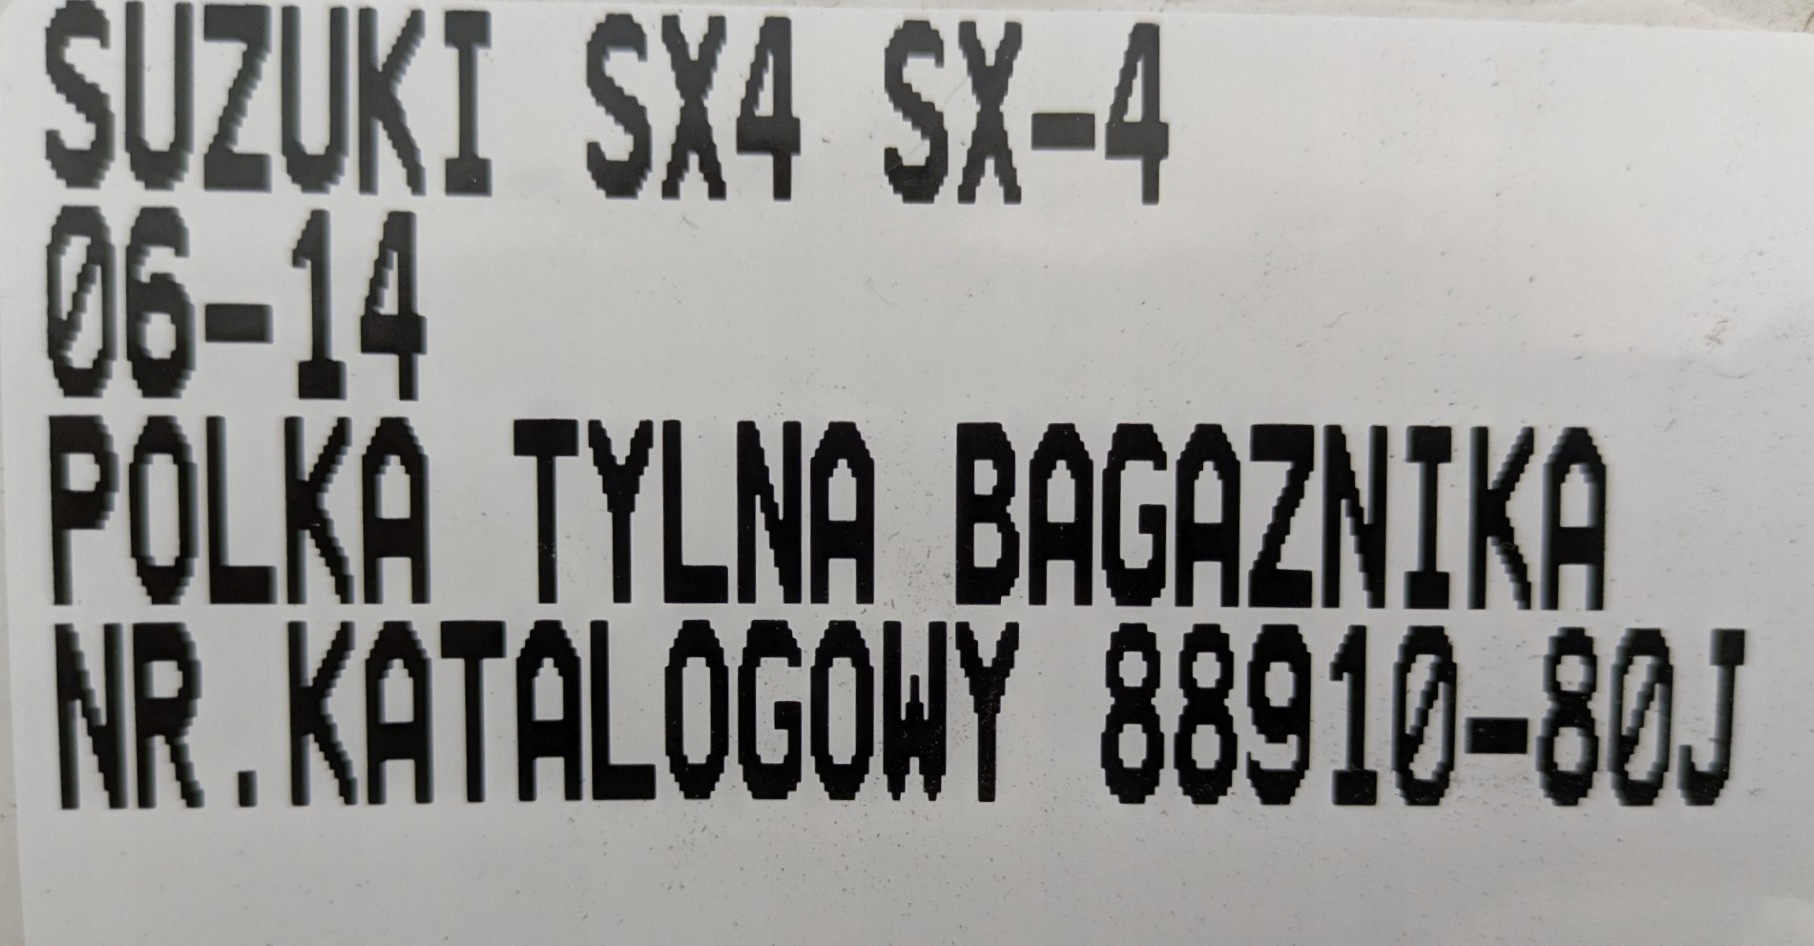 SUZUKI SX4 SX-4
06-14
POLKA TYLNA BAGAZNIKA
NR.KATALOGOWY 88910-80J